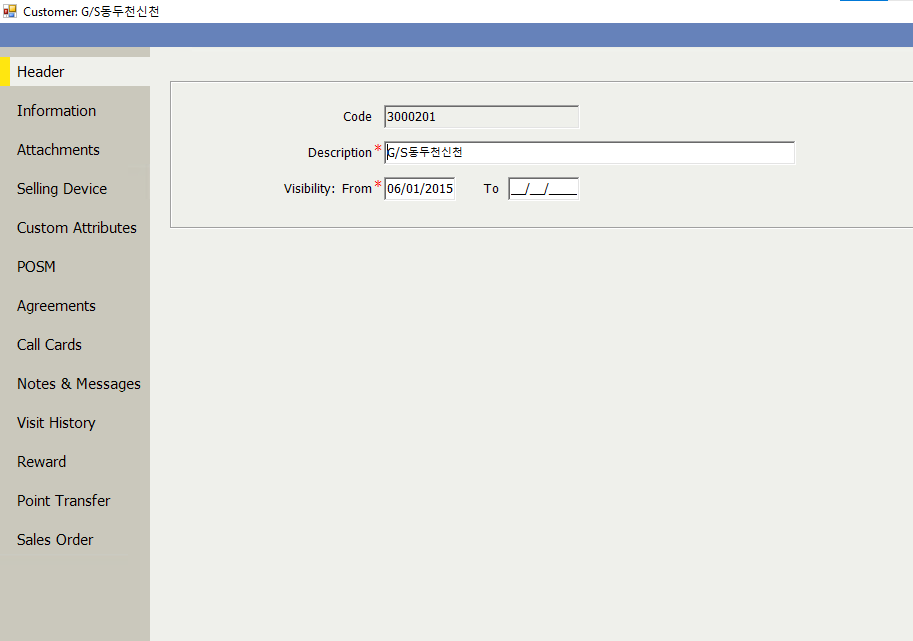 Customer: G/S동두천신천
Header
Information
Attachments
Selling Device
Custom Attributes
POSM
Agreements
Call Cards
Notes & Messages
Visit History
Reward
Point Transfer
Sales Order
Code 3000201
Description* G/S동두천신천
Visibility: From* 06/01/2015 To __/__/____